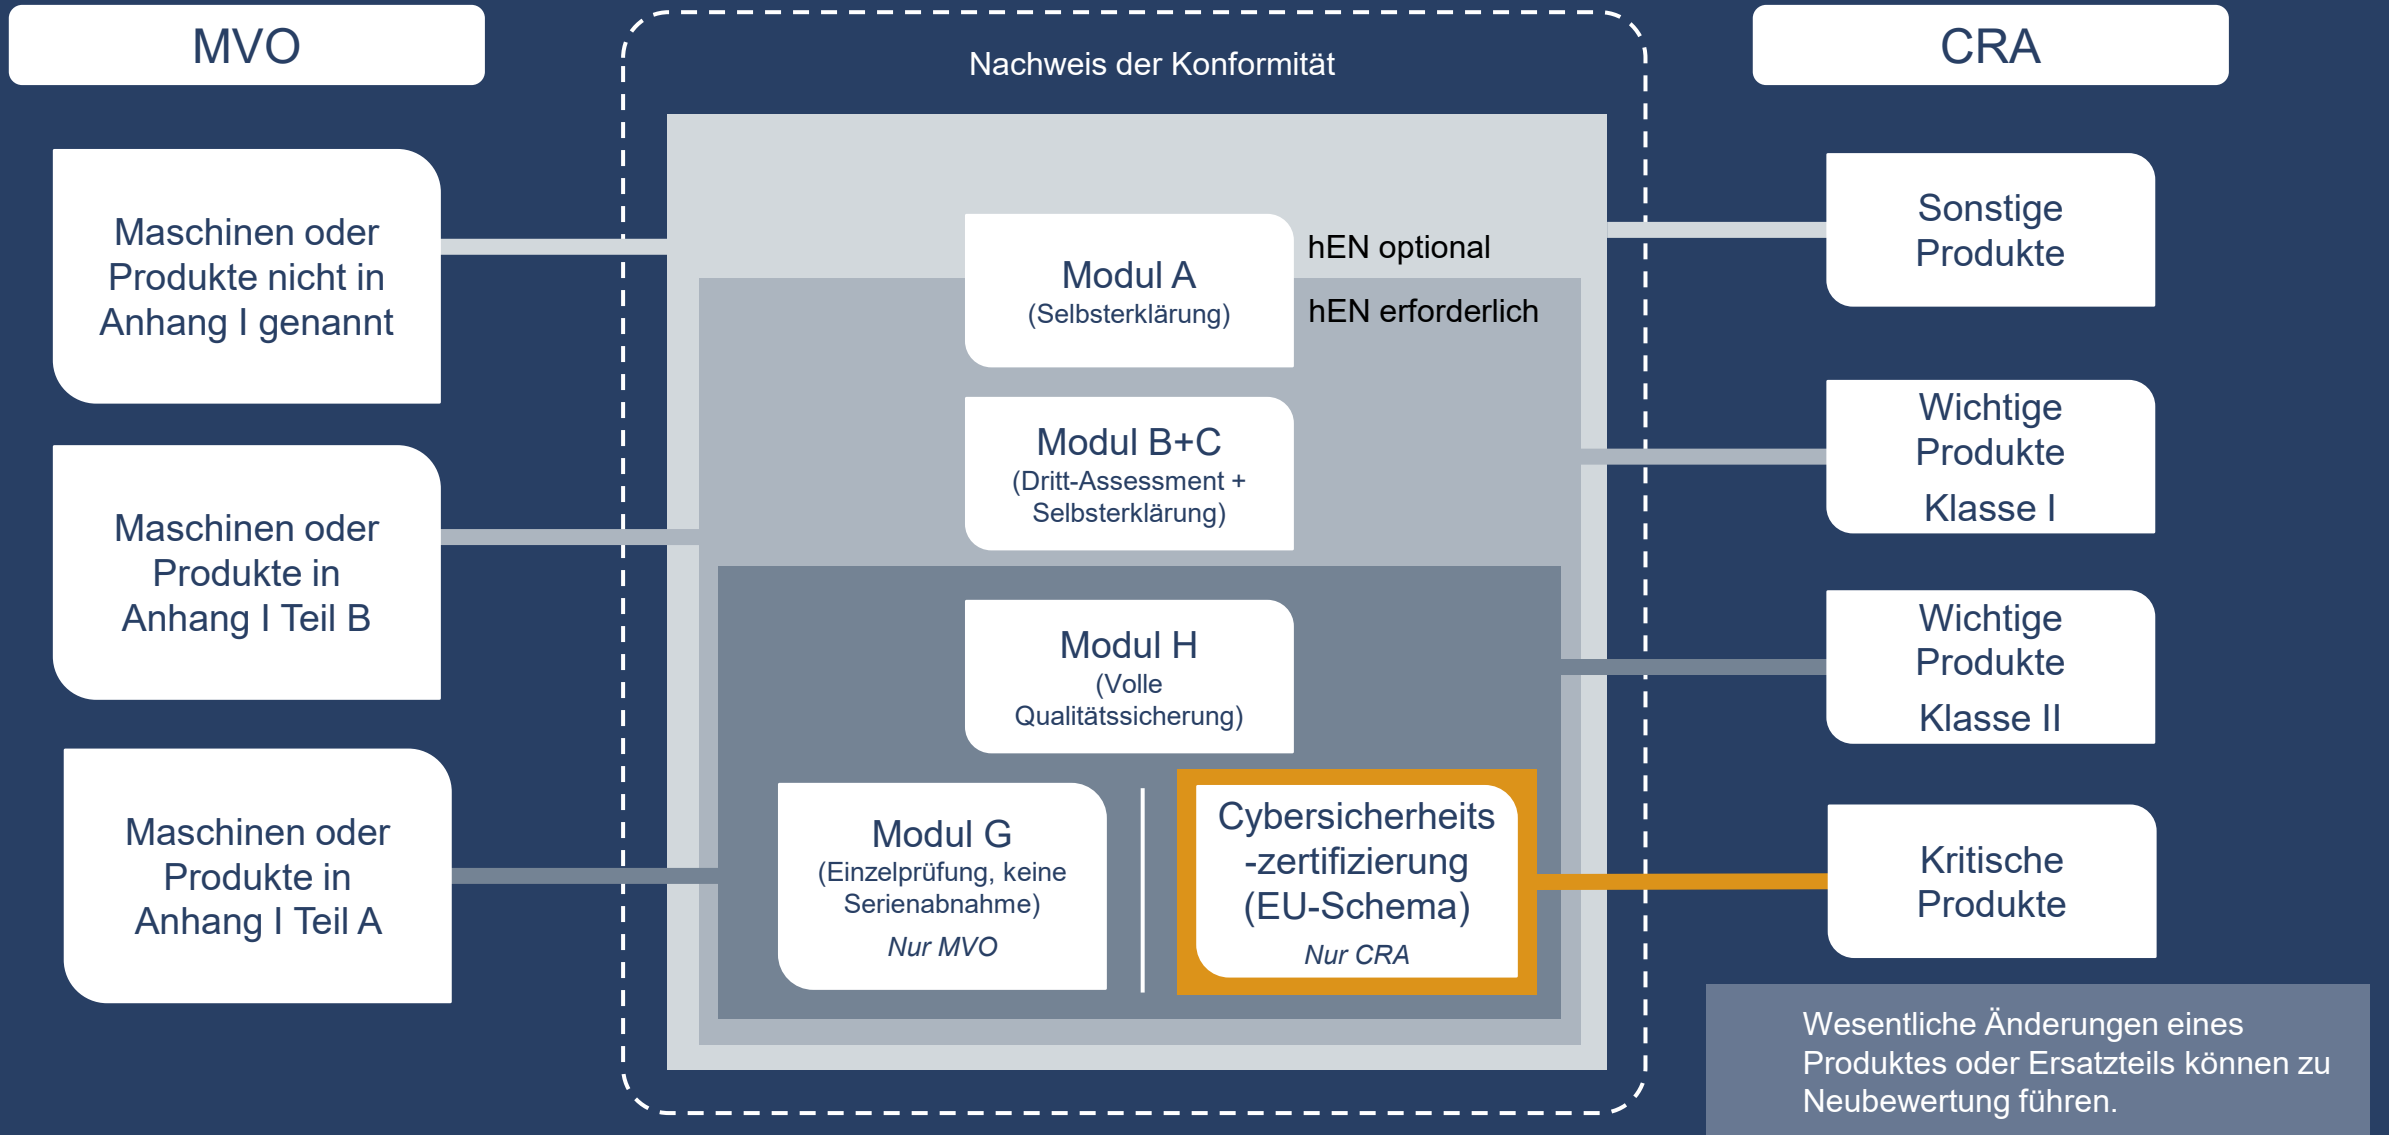 MVO
Nachweis der Konformität
CRA
Maschinen oder
Produkte nicht in
Anhang I genannt
Maschinen oder
Produkte in
Anhang I Teil B
Maschinen oder
Produkte in
Anhang I Teil A
Modul A
(Selbsterklärung)
hEN optional
hEN erforderlich
Modul B+C
(Dritt-Assessment +
Selbsterklärung)
Modul H
(Volle
Qualitätssicherung)
Modul G
(Einzelprüfung, keine
Serienabnahme)
Nur MVO
Cybersicherheits
-zertifizierung
(EU-Schema)
Nur CRA
Sonstige
Produkte
Wichtige
Produkte
Klasse I
Wichtige
Produkte
Klasse II
Kritische
Produkte
Wesentliche Änderungen eines
Produktes oder Ersatzteils können zu
Neubewertung führen.